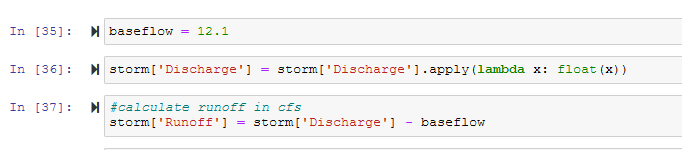 In [35]: baseflow = 12.1
In [36]: storm['Discharge'] = storm['Discharge'].apply(lambda x: float(x))
In [37]: #calculate runoff in cfs
storm['Runoff'] = storm['Discharge'] - baseflow